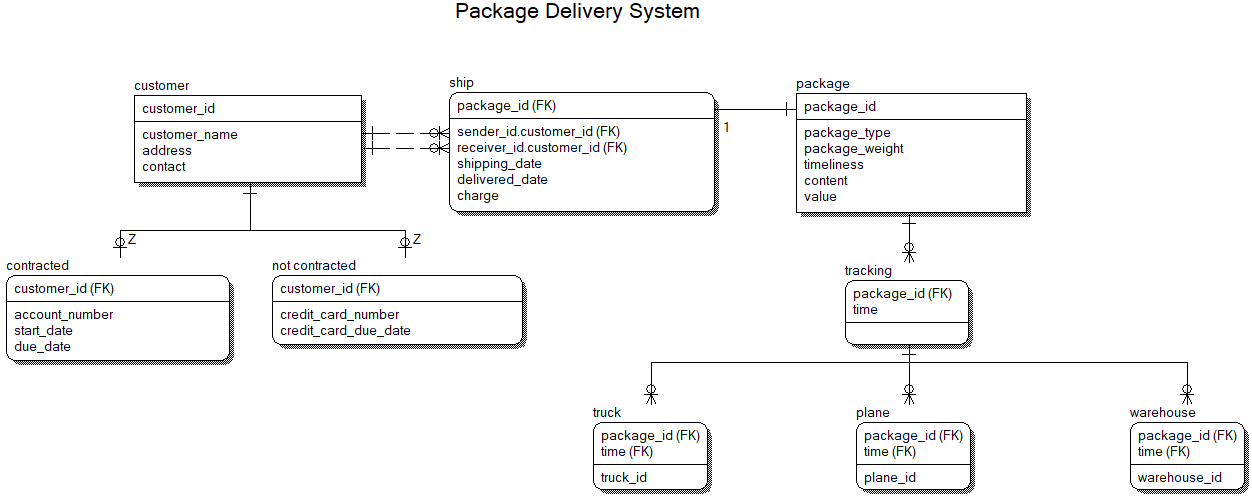 Package Delivery System
customer
customer_id
customer_name
address
contact
ship
package_id (FK)
sender_id.customer_id (FK)
receiver_id.customer_id (FK)
shipping_date
delivered_date
charge
1
package
package_id
package_type
package_weight
timeliness
content
value
Z
Z
contracted
customer_id (FK)
account_number
start_date
due_date
not contracted
customer_id (FK)
credit_card_number
credit_card_due_date
tracking
package_id (FK)
time
truck
package_id (FK)
time (FK)
truck_id
plane
package_id (FK)
time (FK)
plane_id
warehouse
package_id (FK)
time (FK)
warehouse_id